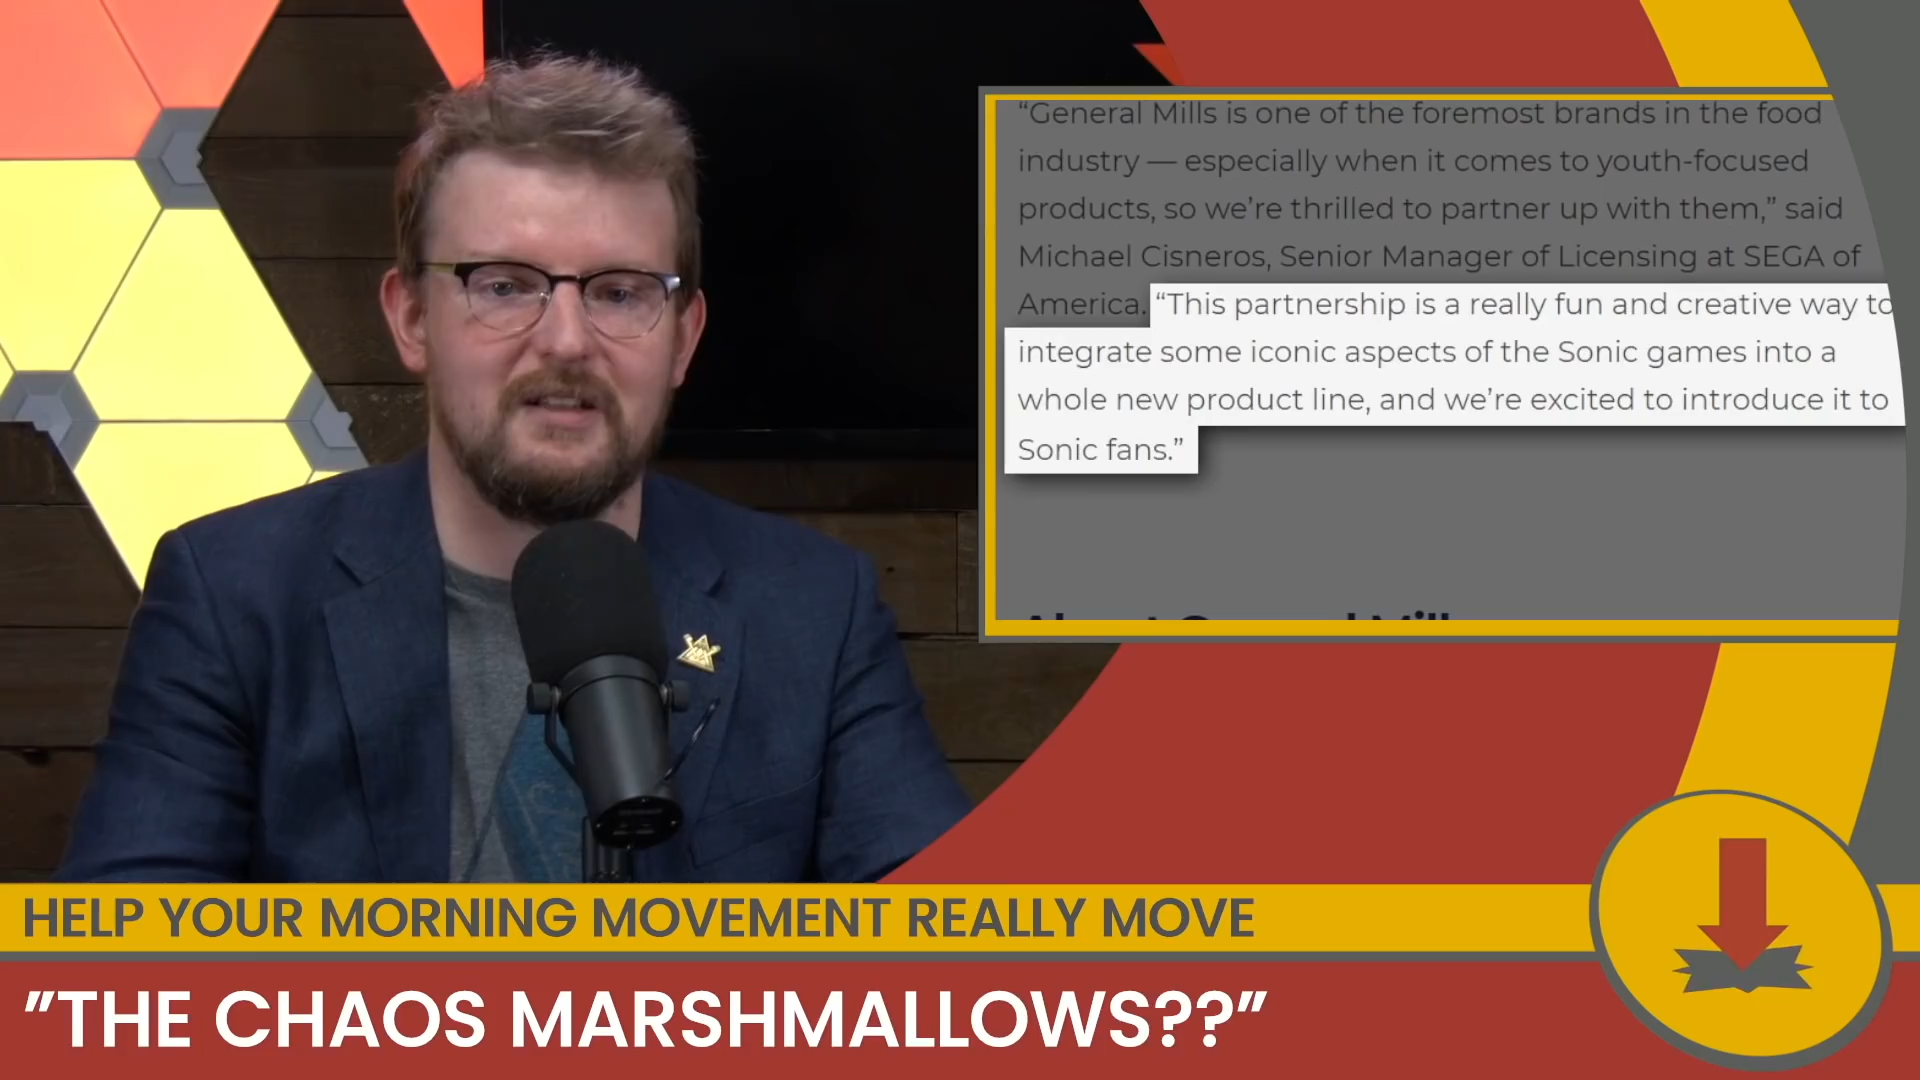 “General Mills is one of the foremost brands in the food
industry — especially when it comes to youth-focused
products, so we’re thrilled to partner up with them,” said
Michael Cisneros, Senior Manager of Licensing at SEGA of
America. “This partnership is a really fun and creative way to
integrate some iconic aspects of the Sonic games into a
whole new product line, and we’re excited to introduce it to
Sonic fans.”
HELP YOUR MORNING MOVEMENT REALLY MOVE
"THE CHAOS MARSHMALLOWS??"